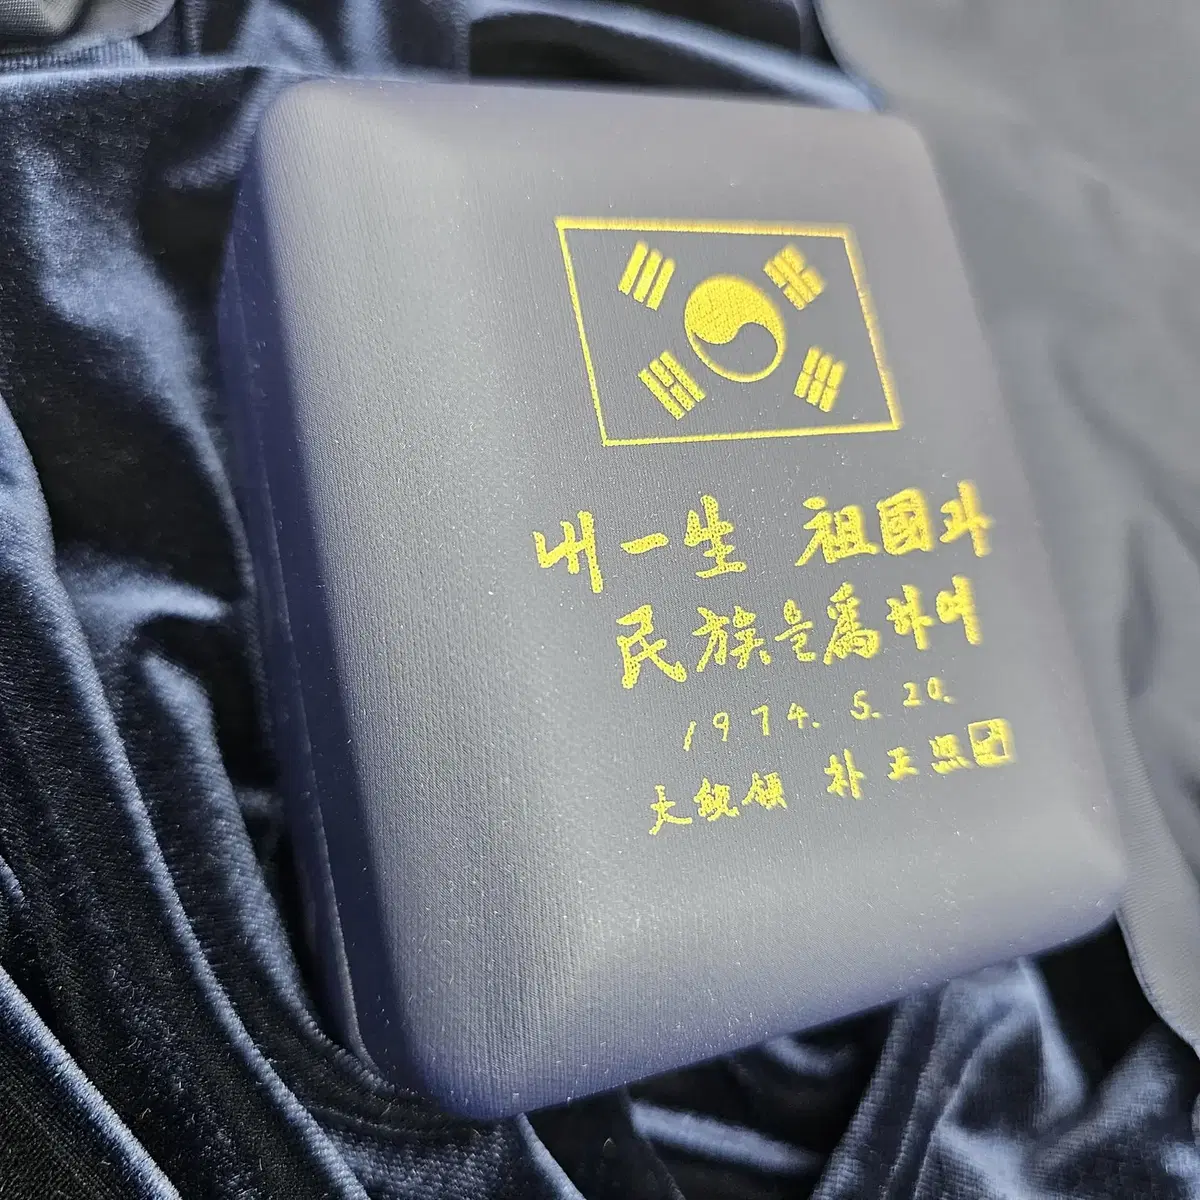 내 一生 祖國과
民族을 爲하여
1974. 5. 20.
大統領 朴正熙